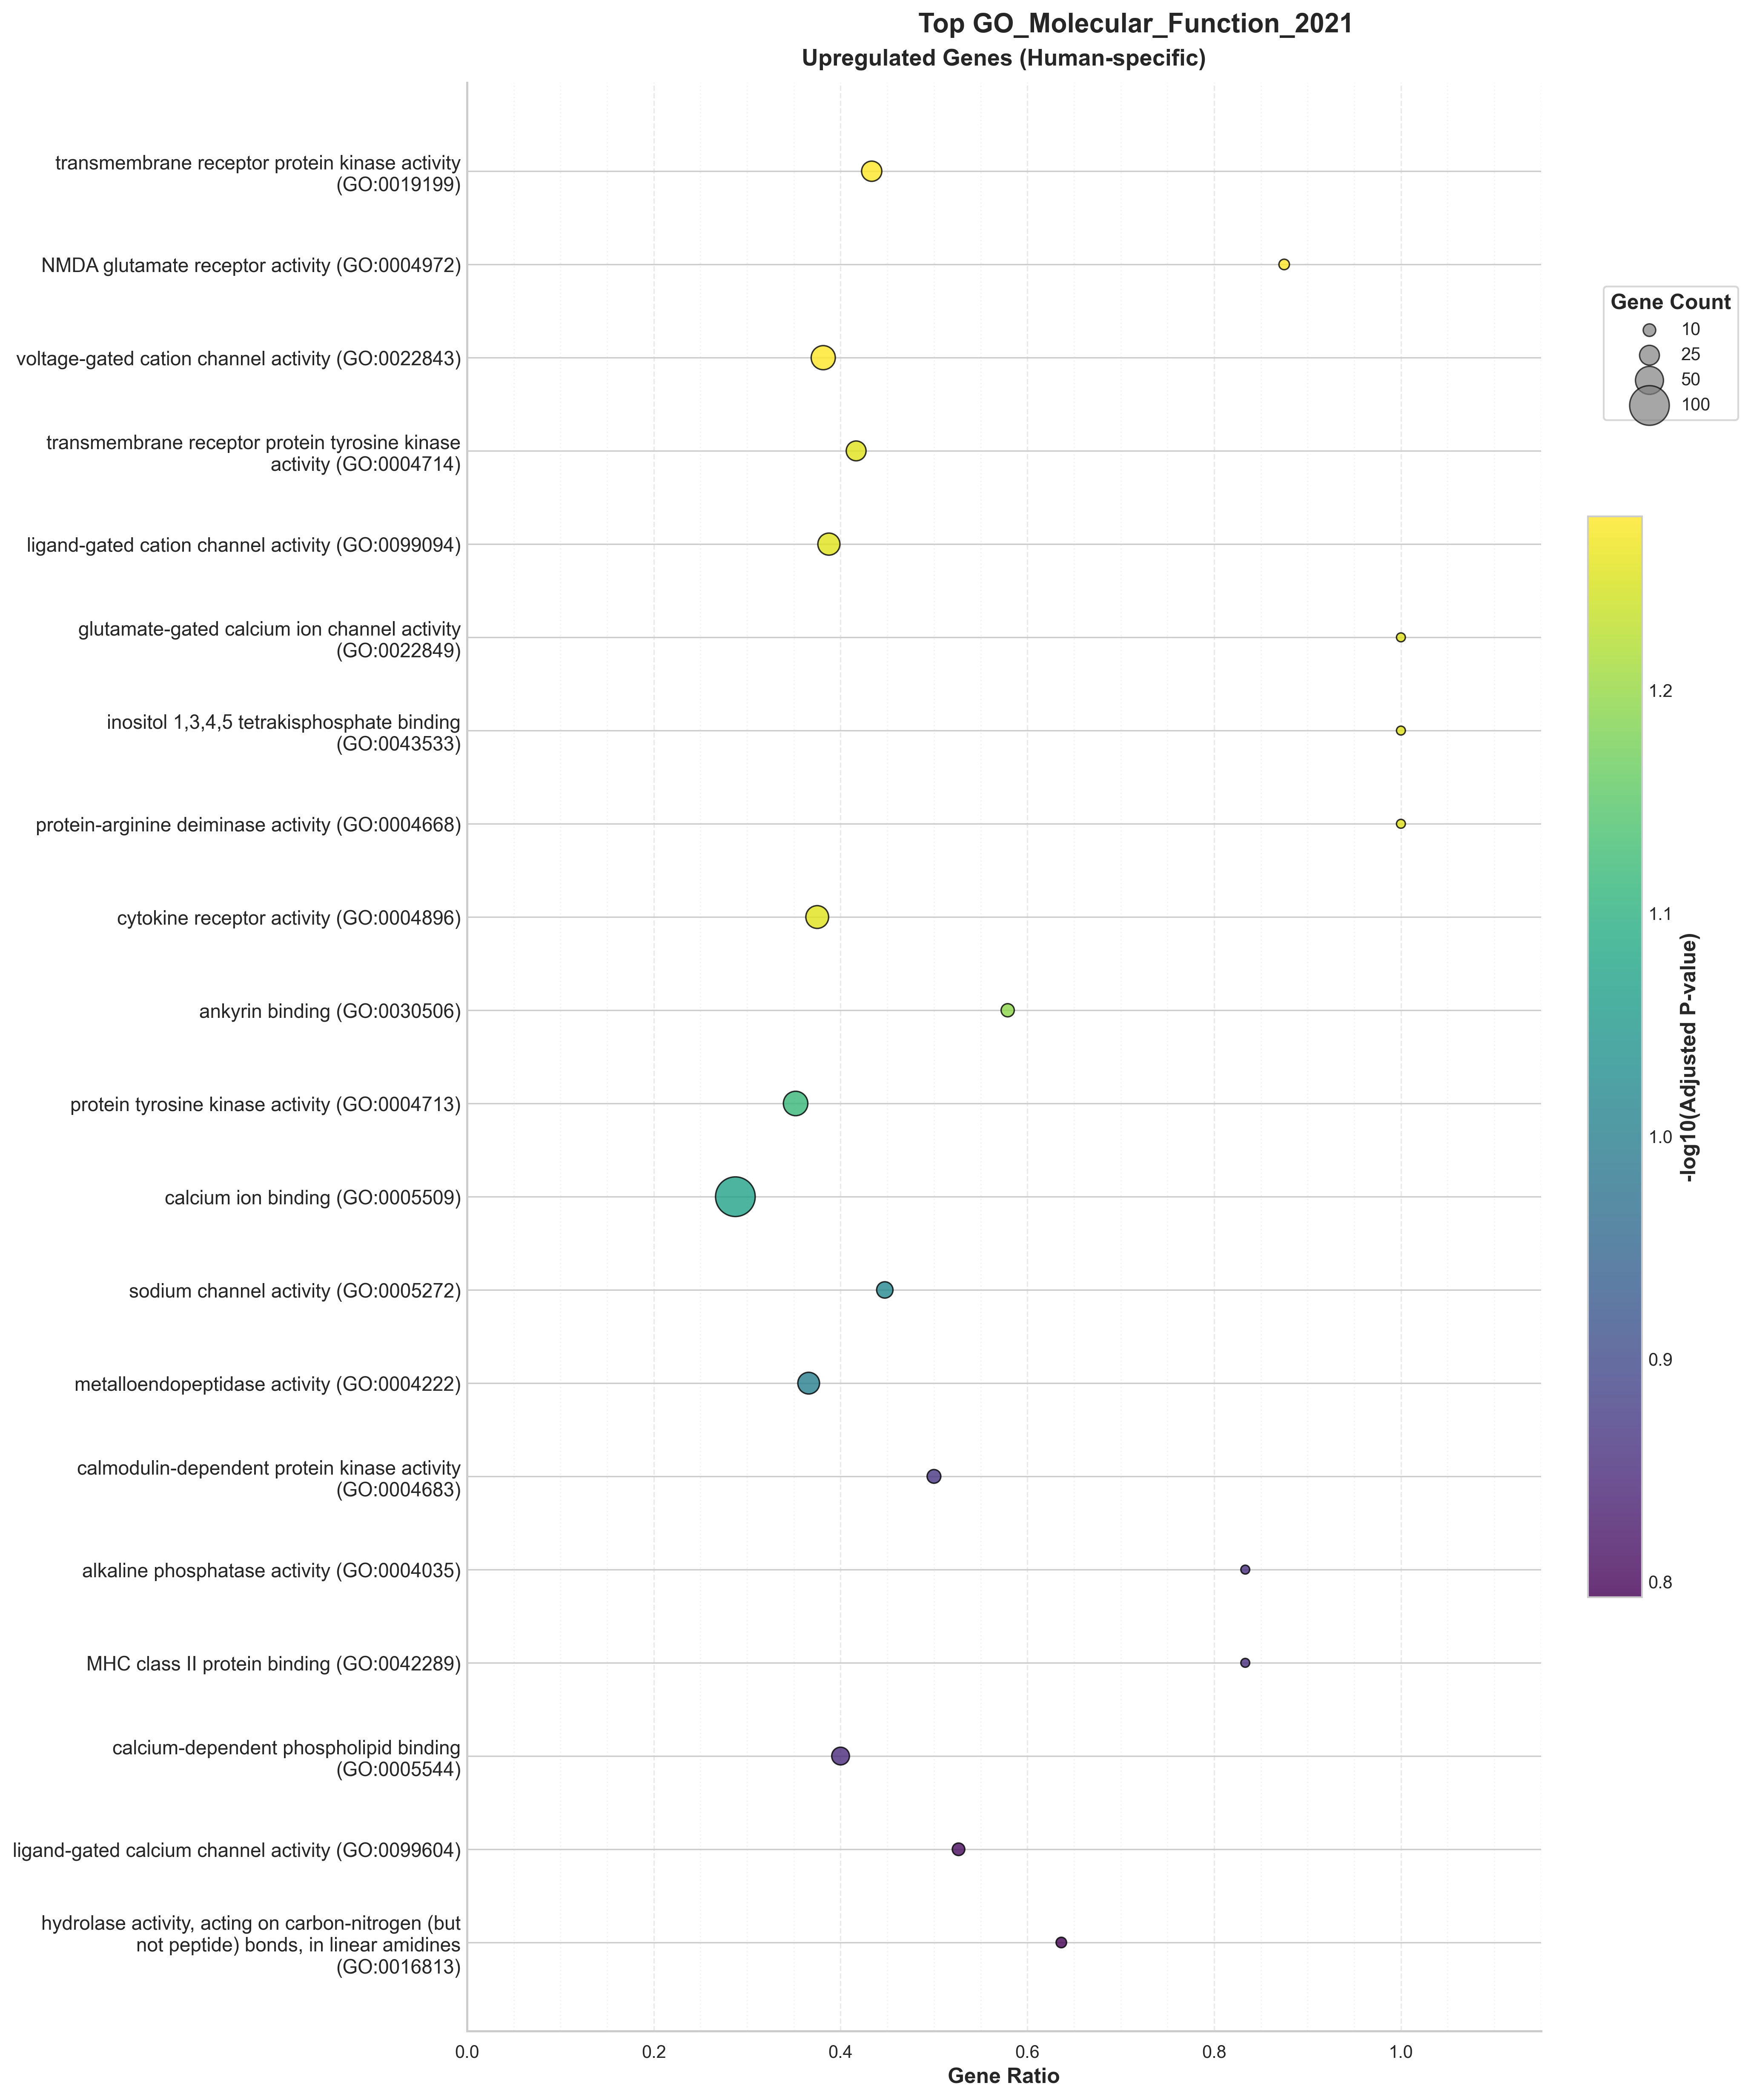 Top GO_Molecular_Function_2021
Upregulated Genes (Human-specific)
transmembrane receptor protein kinase activity
(GO:0019199)
NMDA glutamate receptor activity (GO:0004972)
voltage-gated cation channel activity (GO:0022843)
transmembrane receptor protein tyrosine kinase
activity (GO:0004714)
ligand-gated cation channel activity (GO:0099094)
glutamate-gated calcium ion channel activity
(GO:0022849)
inositol 1,3,4,5 tetrakisphosphate binding
(GO:0043533)
protein-arginine deiminase activity (GO:0004668)
cytokine receptor activity (GO:0004896)
ankyrin binding (GO:0030506)
protein tyrosine kinase activity (GO:0004713)
calcium ion binding (GO:0005509)
sodium channel activity (GO:0005272)
metalloendopeptidase activity (GO:0004222)
calmodulin-dependent protein kinase activity
(GO:0004683)
alkaline phosphatase activity (GO:0004035)
MHC class II protein binding (GO:0042289)
calcium-dependent phospholipid binding
(GO:0005544)
ligand-gated calcium channel activity (GO:0099604)
hydrolase activity, acting on carbon-nitrogen (but
not peptide) bonds, in linear amidines
(GO:0016813)
0.0
0.2
0.4
0.6
0.8
1.0
Gene Ratio
Gene Count
10
25
50
100
1.2
1.1
1.0
0.9
0.8
-log10(Adjusted P-value)